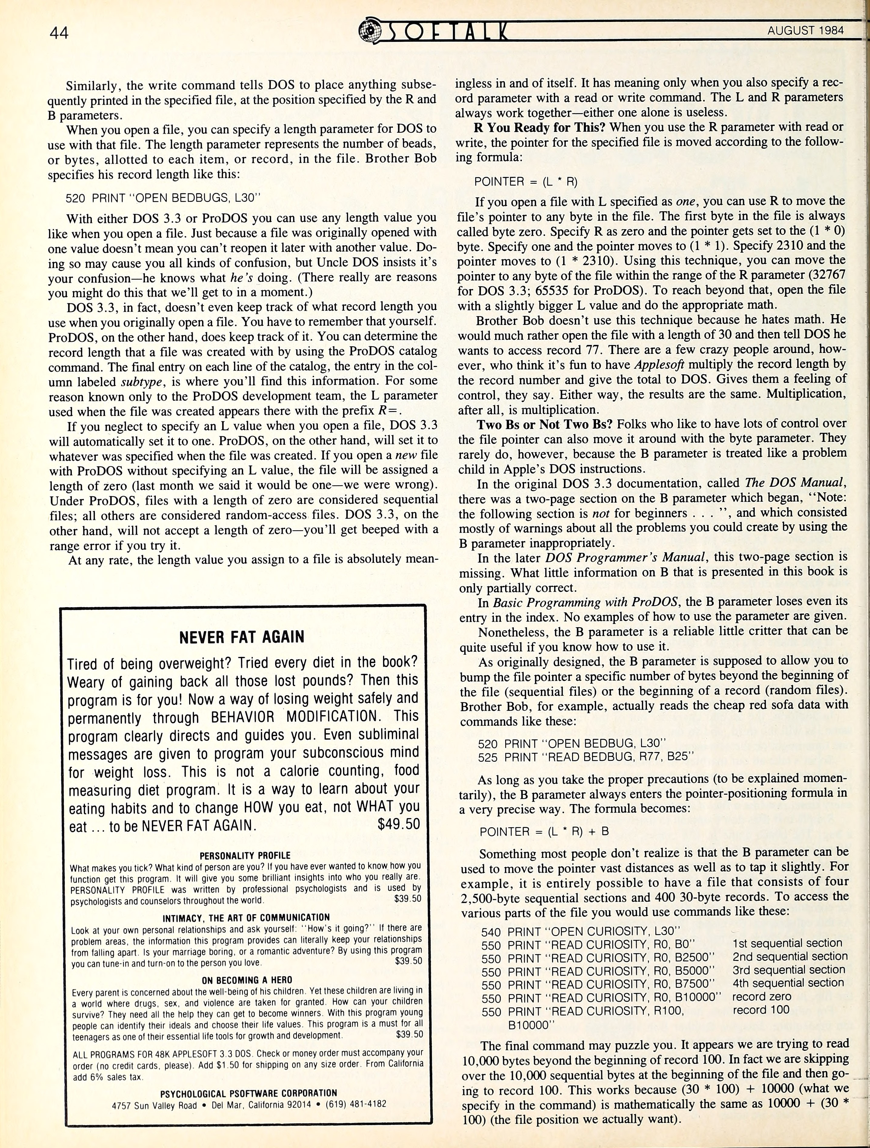 44
SOFTALK
AUGUST 1984
Similarly, the write command tells DOS to place anything subse-
quently printed in the specified file, at the position specified by the R and
B parameters.
When you open a file, you can specify a length parameter for DOS to
use with that file. The length parameter represents the number of beads,
or bytes, allotted to each item, or record, in the file. Brother Bob
specifies his record length like this:
520 PRINT "OPEN BEDBUGS, L30"
With either DOS 3.3 or ProDOS you can use any length value you
like when you open a file. Just because a file was originally opened with
one value doesn't mean you can't reopen it later with another value. Do-
ing so may cause you all kinds of confusion, but Uncle DOS insists it's
your confusion—he knows what he's doing. (There really are reasons
you might do this that we'll get to in a moment.)
DOS 3.3, in fact, doesn't even keep track of what record length you
use when you originally open a file. You have to remember that yourself.
ProDOS, on the other hand, does keep track of it. You can determine the
record length that a file was created with by using the ProDOS catalog
command. The final entry on each line of the catalog, the entry in the col-
umn labeled subtype, is where you'll find this information. For some
reason known only to the ProDOS development team, the L parameter
used when the file was created appears there with the prefix R=.
If you neglect to specify an L value when you open a file, DOS 3.3
will automatically set it to one. ProDOS, on the other hand, will set it to
whatever was specified when the file was created. If you open a new file
with ProDOS without specifying an L value, the file will be assigned a
length of zero (last month we said it would be one—we were wrong).
Under ProDOS, files with a length of zero are considered sequential
files; all others are considered random-access files. DOS 3.3, on the
other hand, will not accept a length of zero—you'll get beeped with a
range error if you try it.
At any rate, the length value you assign to a file is absolutely mean-
NEVER FAT AGAIN
Tired of being overweight? Tried every diet in the book?
Weary of gaining back all those lost pounds? Then this
program is for you! Now a way of losing weight safely and
permanently through BEHAVIOR MODIFICATION. This
program clearly directs and guides you. Even subliminal
messages are given to program your subconscious mind
for weight loss. This is not a calorie counting, food
measuring diet program. It is a way to learn about your
eating habits and to change HOW you eat, not WHAT you
eat ... to be NEVER FAT AGAIN. $49.50
PERSONALITY PROFILE
What makes you tick? What kind of person are you? If you have ever wanted to know how you
function get this program. It will give you some brilliant insights into who you really are.
PERSONALITY PROFILE was written by professional psychologists and is used by
psychologists and counselors throughout the world. $39.50
INTIMACY, THE ART OF COMMUNICATION
Look at your own personal relationships and ask yourself: "How's it going?" If there are
problem areas, the information this program provides can literally keep your relationships
from falling apart. Is your marriage boring, or a romantic adventure? By using this program
you can tune-in and turn-on to the person you love. $39.50
ON BECOMING A HERO
Every parent is concerned about the well-being of his children. Yet these children are living in
a world where drugs, sex, and violence are taken for granted. How can your children
survive? They need all the help they can get to become winners. With this program young
people can identify their ideals and choose their life values. This program is a must for all
teenagers as one of their essential life tools for growth and development. $39.50
ALL PROGRAMS FOR 48K APPLESOFT 3.3 DOS. Check or money order must accompany your
order (no credit cards, please). Add $1.50 for shipping on any size order. From California
add 6% sales tax.
PSYCHOLOGICAL PSOFTWARE CORPORATION
4757 Sun Valley Road • Del Mar, California 92014 • (619) 481-4182
ingless in and of itself. It has meaning only when you also specify a rec-
ord parameter with a read or write command. The L and R parameters
always work together—either one alone is useless.
R You Ready for This? When you use the R parameter with read or
write, the pointer for the specified file is moved according to the follow-
ing formula:
POINTER = (L * R)
If you open a file with L specified as one, you can use R to move the
file's pointer to any byte in the file. The first byte in the file is always
called byte zero. Specify R as zero and the pointer gets set to the (1 * 0)
byte. Specify one and the pointer moves to (1 * 1). Specify 2310 and the
pointer moves to (1 * 2310). Using this technique, you can move the
pointer to any byte of the file within the range of the R parameter (32767
for DOS 3.3; 65535 for ProDOS). To reach beyond that, open the file
with a slightly bigger L value and do the appropriate math.
Brother Bob doesn't use this technique because he hates math. He
would much rather open the file with a length of 30 and then tell DOS he
wants to access record 77. There are a few crazy people around, how-
ever, who think it's fun to have Applesoft multiply the record length by
the record number and give the total to DOS. Gives them a feeling of
control, they say. Either way, the results are the same. Multiplication,
after all, is multiplication.
Two Bs or Not Two Bs? Folks who like to have lots of control over
the file pointer can also move it around with the byte parameter. They
rarely do, however, because the B parameter is treated like a problem
child in Apple's DOS instructions.
In the original DOS 3.3 documentation, called The DOS Manual,
there was a two-page section on the B parameter which began, "Note:
the following section is not for beginners . . . ", and which consisted
mostly of warnings about all the problems you could create by using the
B parameter inappropriately.
In the later DOS Programmer's Manual, this two-page section is
missing. What little information on B that is presented in this book is
only partially correct.
In Basic Programming with ProDOS, the B parameter loses even its
entry in the index. No examples of how to use the parameter are given.
Nonetheless, the B parameter is a reliable little critter that can be
quite useful if you know how to use it.
As originally designed, the B parameter is supposed to allow you to
bump the file pointer a specific number of bytes beyond the beginning of
the file (sequential files) or the beginning of a record (random files).
Brother Bob, for example, actually reads the cheap red sofa data with
commands like these:
520 PRINT "OPEN BEDBUG, L30"
525 PRINT "READ BEDBUG, R77, B25"
As long as you take the proper precautions (to be explained momen-
tarily), the B parameter always enters the pointer-positioning formula in
a very precise way. The formula becomes:
POINTER = (L * R) + B
Something most people don't realize is that the B parameter can be
used to move the pointer vast distances as well as to tap it slightly. For
example, it is entirely possible to have a file that consists of four
2,500-byte sequential sections and 400 30-byte records. To access the
various parts of the file you would use commands like these:
540 PRINT "OPEN CURIOSITY, L30"
550 PRINT "READ CURIOSITY, R0, B0" 1st sequential section
550 PRINT "READ CURIOSITY, R0, B2500" 2nd sequential section
550 PRINT "READ CURIOSITY, R0, B5000" 3rd sequential section
550 PRINT "READ CURIOSITY, R0, B7500" 4th sequential section
550 PRINT "READ CURIOSITY, R0, B10000" record zero
550 PRINT "READ CURIOSITY, R100, record 100
B10000"
The final command may puzzle you. It appears we are trying to read
10,000 bytes beyond the beginning of record 100. In fact we are skipping
over the 10,000 sequential bytes at the beginning of the file and then go-
ing to record 100. This works because (30 * 100) + 10000 (what we
specify in the command) is mathematically the same as 10000 + (30 *
100) (the file position we actually want).